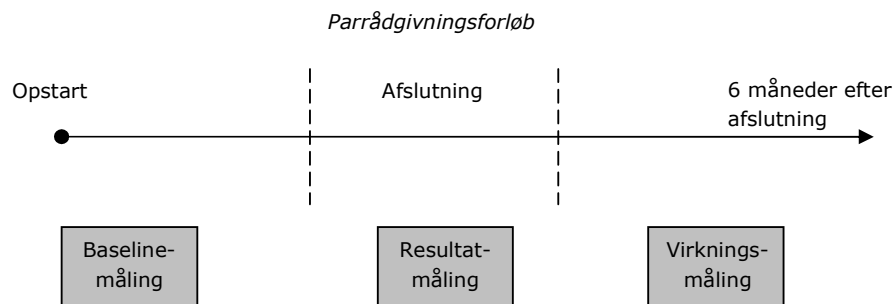 Parrådgivningsforløb
Opstart
Afslutning
6 måneder efter
afslutning
Baseline-
måling
Resultat-
måling
Virknings-
måling